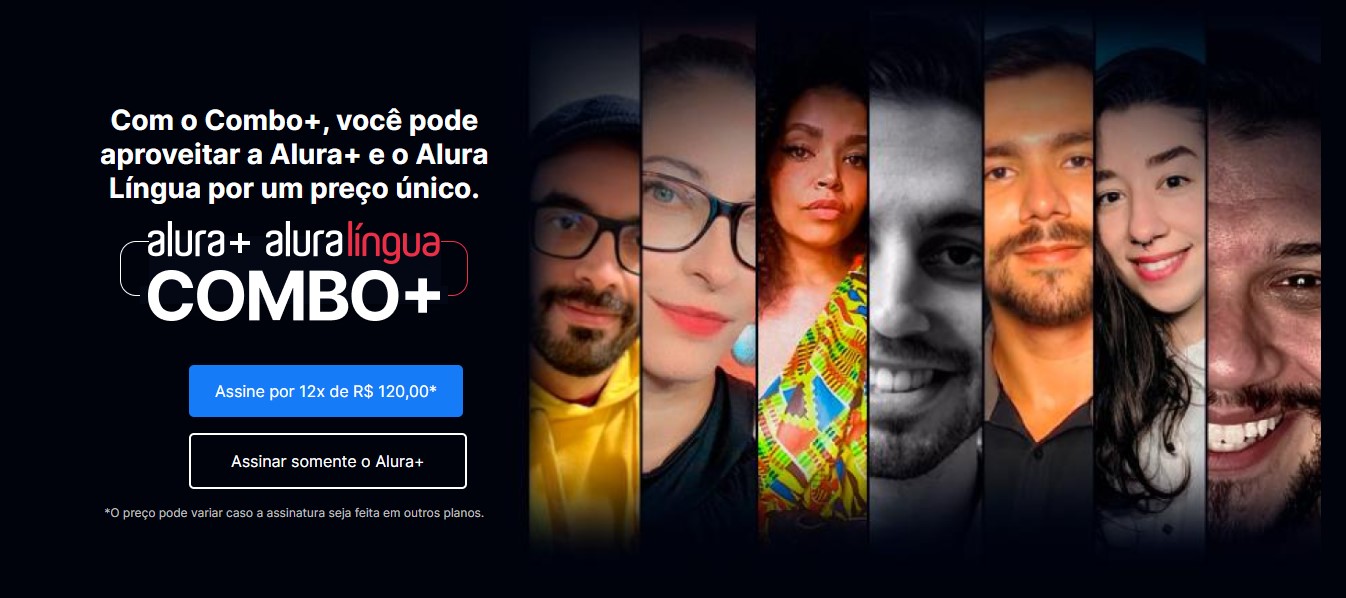 Com o Combo+, você pode
aproveitar a Alura+ e o Alura
Língua por um preço único.
alura+ aluralíngua
COMBO+
Assine por 12x de R$ 120,00*
Assinar somente o Alura+
*O preço pode variar caso a assinatura seja feita em outros planos.